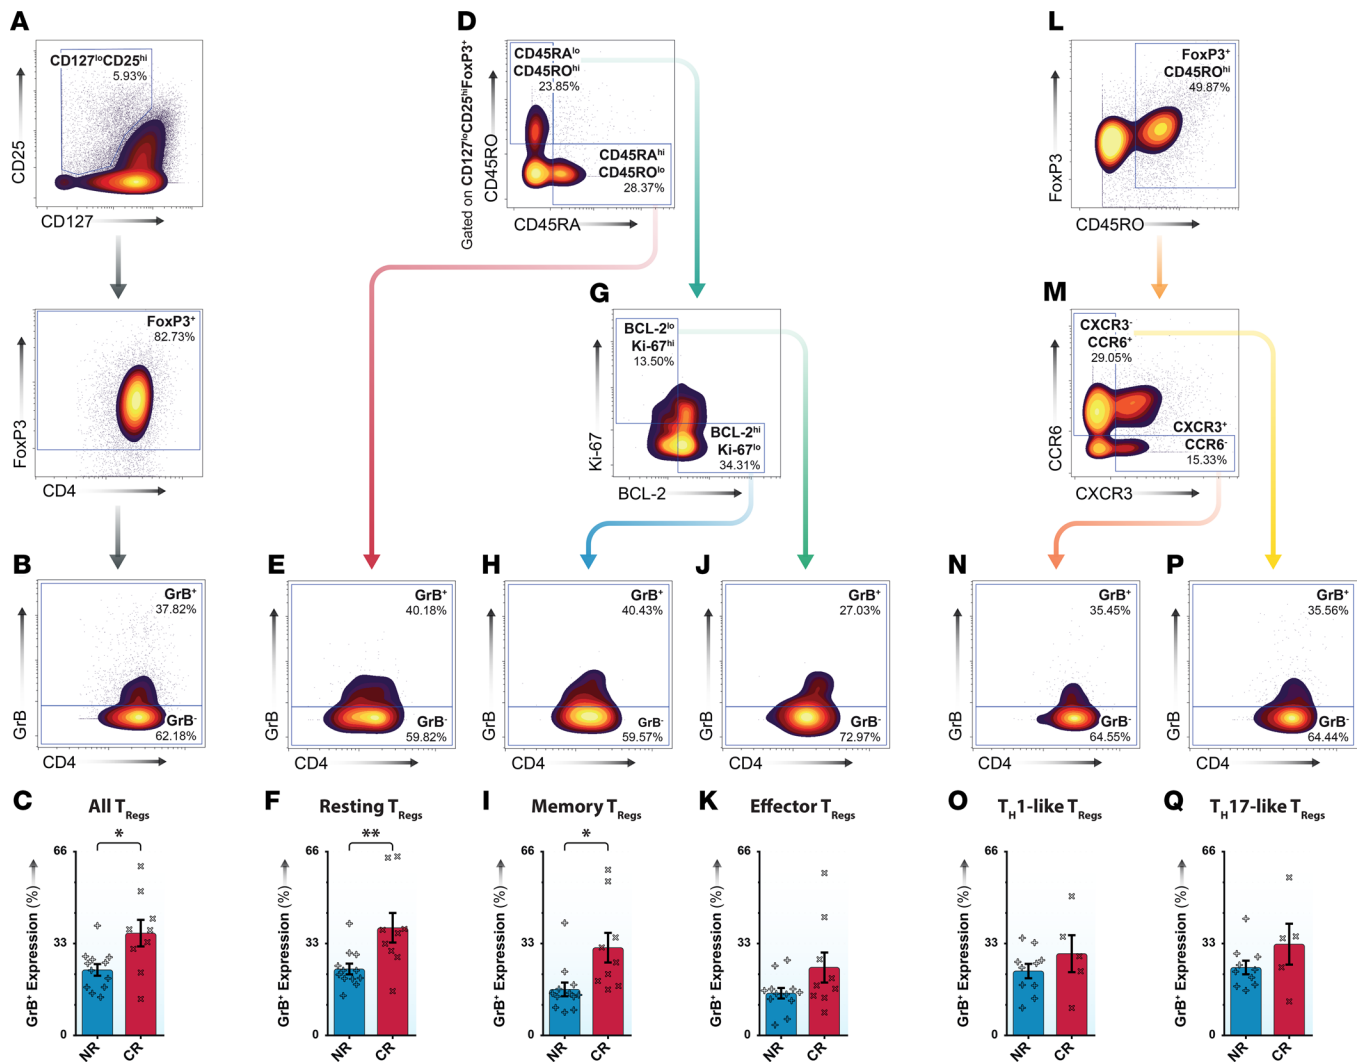 A
CD127loCD25hi
5.93%
CD25
CD127
FoxP3+
82.73%
FoxP3
CD4
B
GrB+
37.82%
GrB-
62.18%
GrB
CD4
C
All TRegs
*
66
33
0
GrB+ Expression (%)
NR
CR
D
Gated on CD127loCD25hiFoxP3+
CD45RAlo
CD45ROhi
23.85%
CD45RAhi
CD45ROlo
28.37%
CD45RO
CD45RA
E
GrB+
40.18%
GrB-
59.82%
GrB
CD4
F
Resting TRegs
**
66
33
0
GrB+ Expression (%)
NR
CR
G
BCL-2lo
Ki-67hi
13.50%
BCL-2hi
Ki-67lo
34.31%
Ki-67
BCL-2
H
GrB+
40.43%
GrB-
59.57%
GrB
CD4
I
Memory TRegs
*
66
33
0
GrB+ Expression (%)
NR
CR
J
GrB+
27.03%
GrB-
72.97%
GrB
CD4
K
Effector TRegs
66
33
0
GrB+ Expression (%)
NR
CR
L
FoxP3+
CD45ROhi
49.87%
FoxP3
CD45RO
M
CXCR3-
CCR6+
29.05%
CXCR3+
CCR6-
15.33%
CCR6
CXCR3
N
GrB+
35.45%
GrB-
64.55%
GrB
CD4
O
TH1-like TRegs
66
33
0
GrB+ Expression (%)
NR
CR
P
GrB+
35.56%
GrB-
64.44%
GrB
CD4
Q
TH17-like TRegs
66
33
0
GrB+ Expression (%)
NR
CR